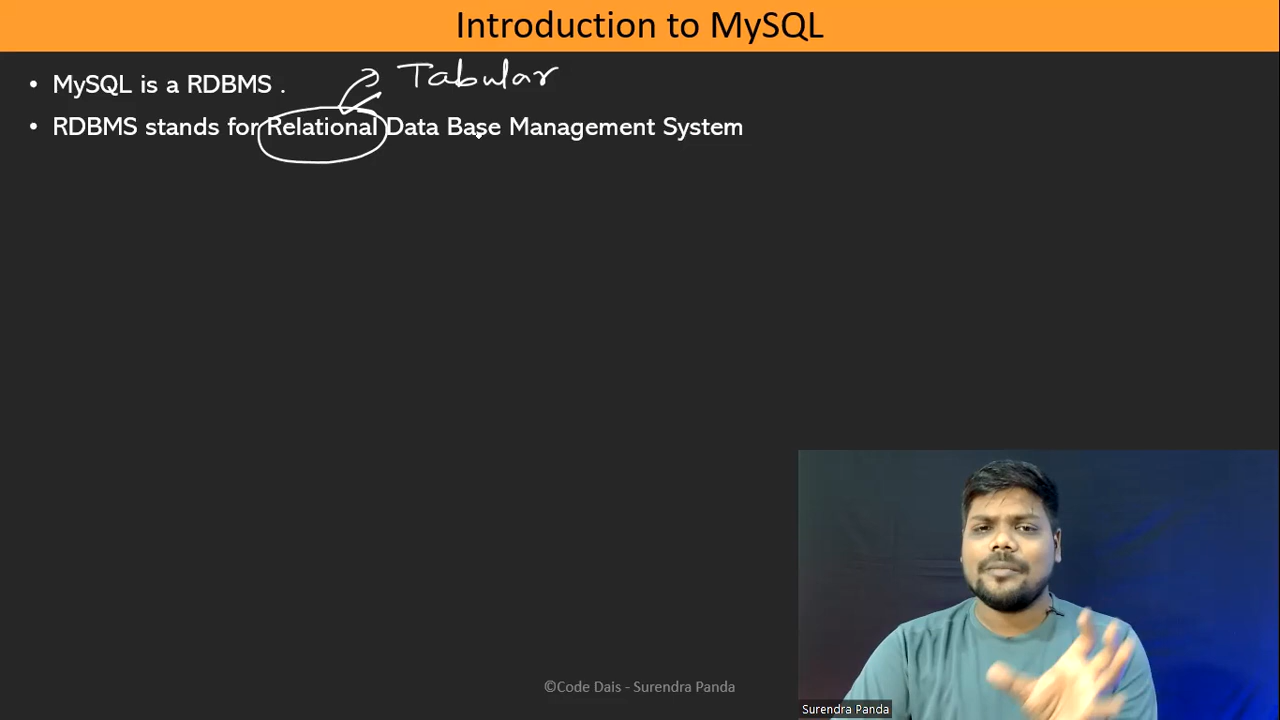 Introduction to MySQL
• MySQL is a RDBMS .
Tabular
• RDBMS stands for Relational Data Base Management System
©Code Dais - Surendra Panda
Surendra Panda